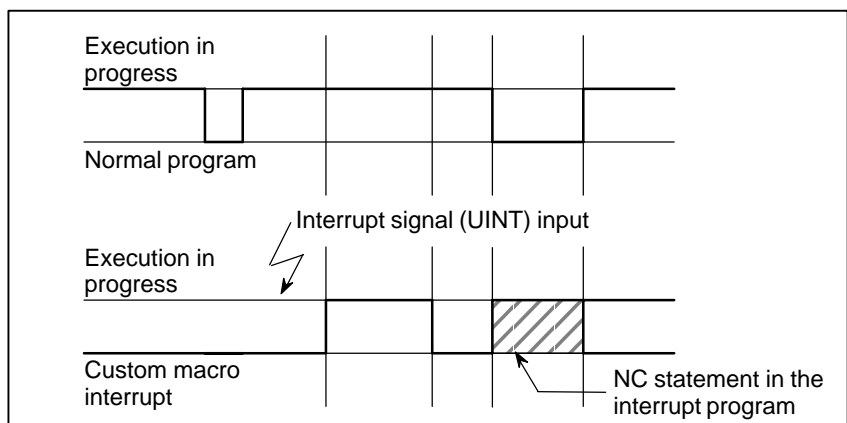 Execution in
progress
Normal program
Interrupt signal (UINT) input
Execution in
progress
Custom macro
interrupt
NC statement in the
interrupt program